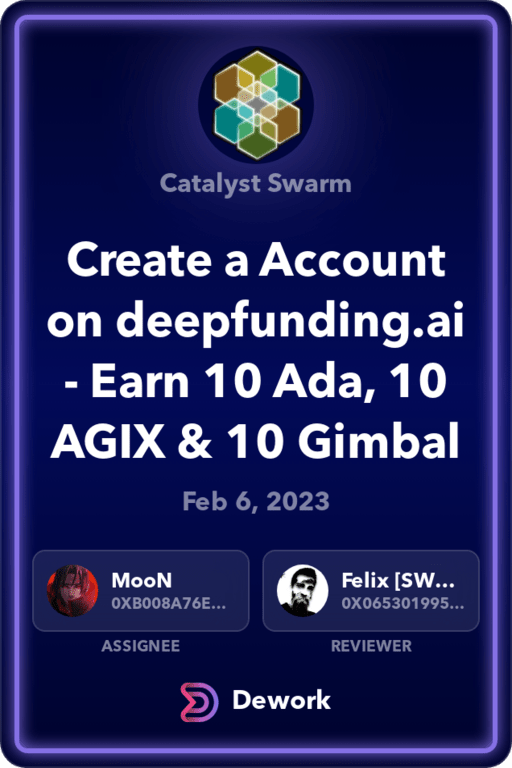 Catalyst Swarm
Create a Account
on deepfunding.ai
- Earn 10 Ada, 10
AGIX & 10 Gimbal
Feb 6, 2023
MooN
0XB008A76E...
ASSIGNEE
Felix [SW...
0X065301995...
REVIEWER
Dework